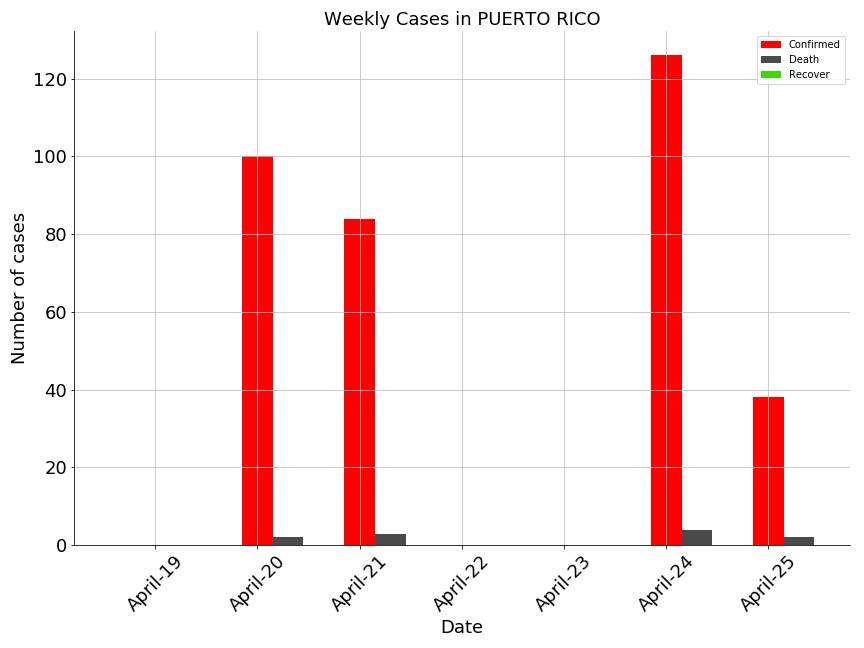 Weekly Cases in PUERTO RICO
Confirmed
Death
Recover
Number of cases
120
100
80
60
40
20
0
April-19
April-20
April-21
April-22
April-23
April-24
April-25
Date